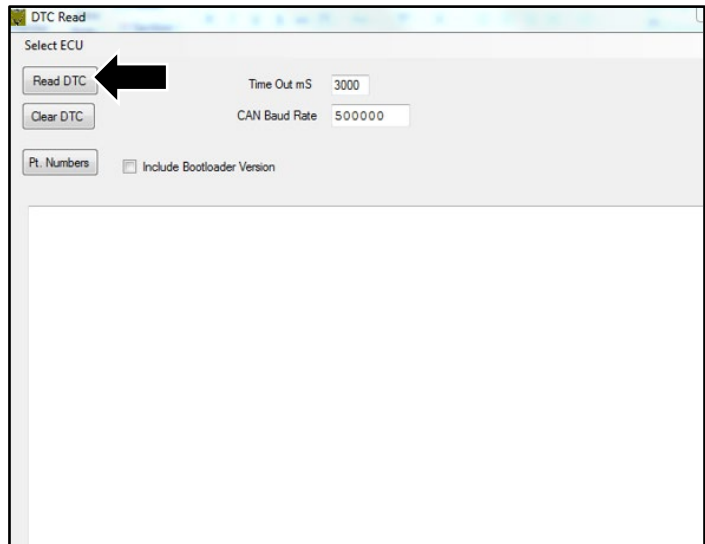 DTC Read
Select ECU
Read DTC
Time Out mS 3000
Clear DTC
CAN Baud Rate 500000
Pt. Numbers
Include Bootloader Version